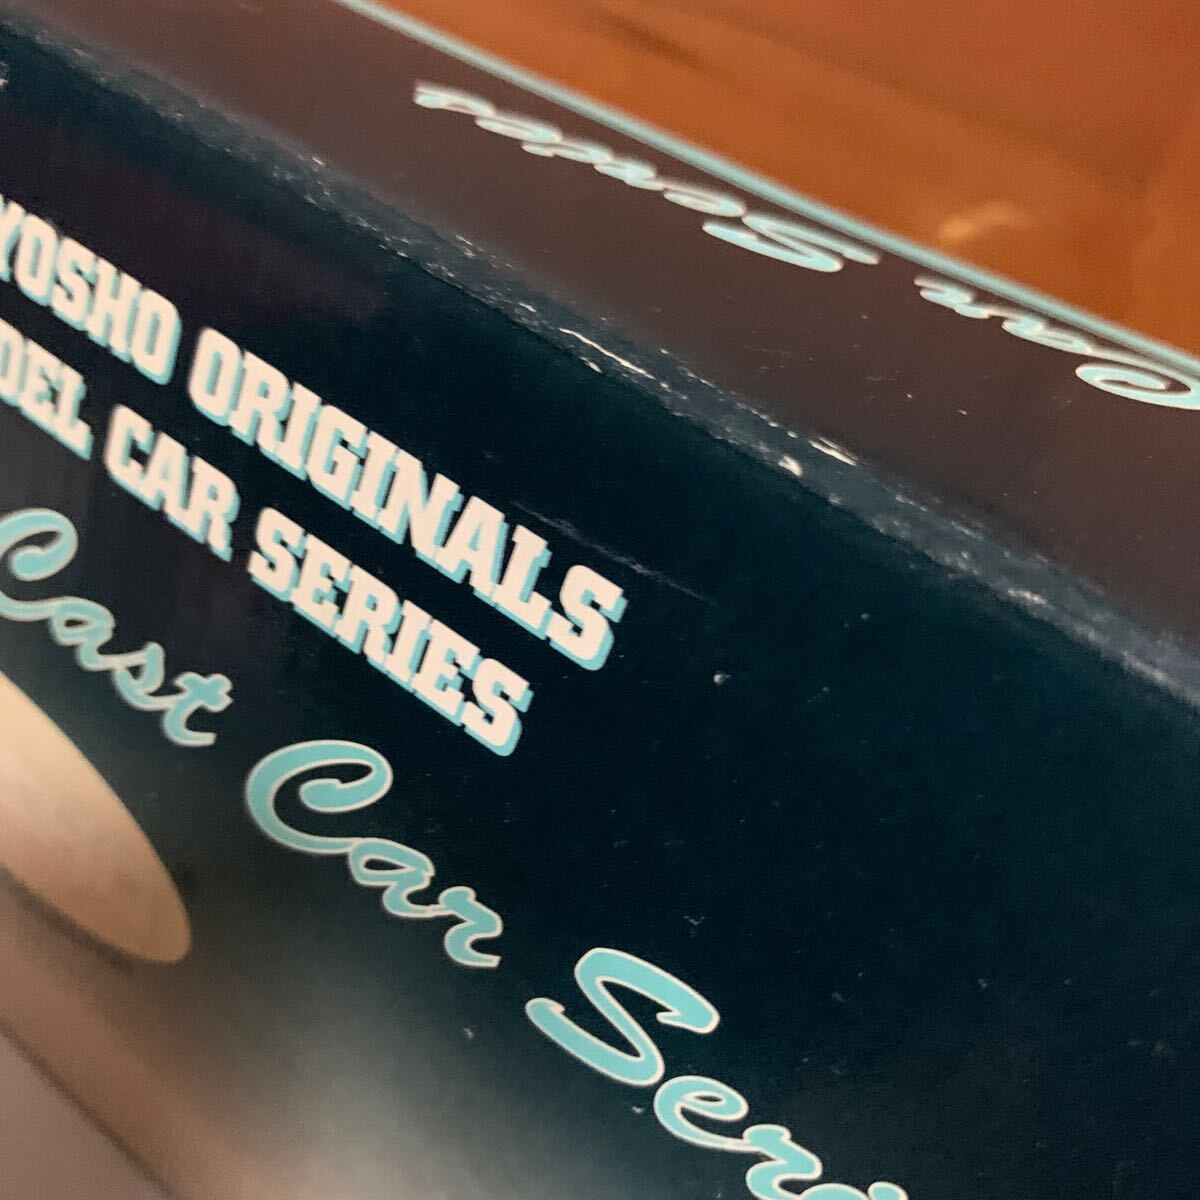 YOSHO ORIGINALS
DEL CAR SERIES
Cast Car Seri
Car Series